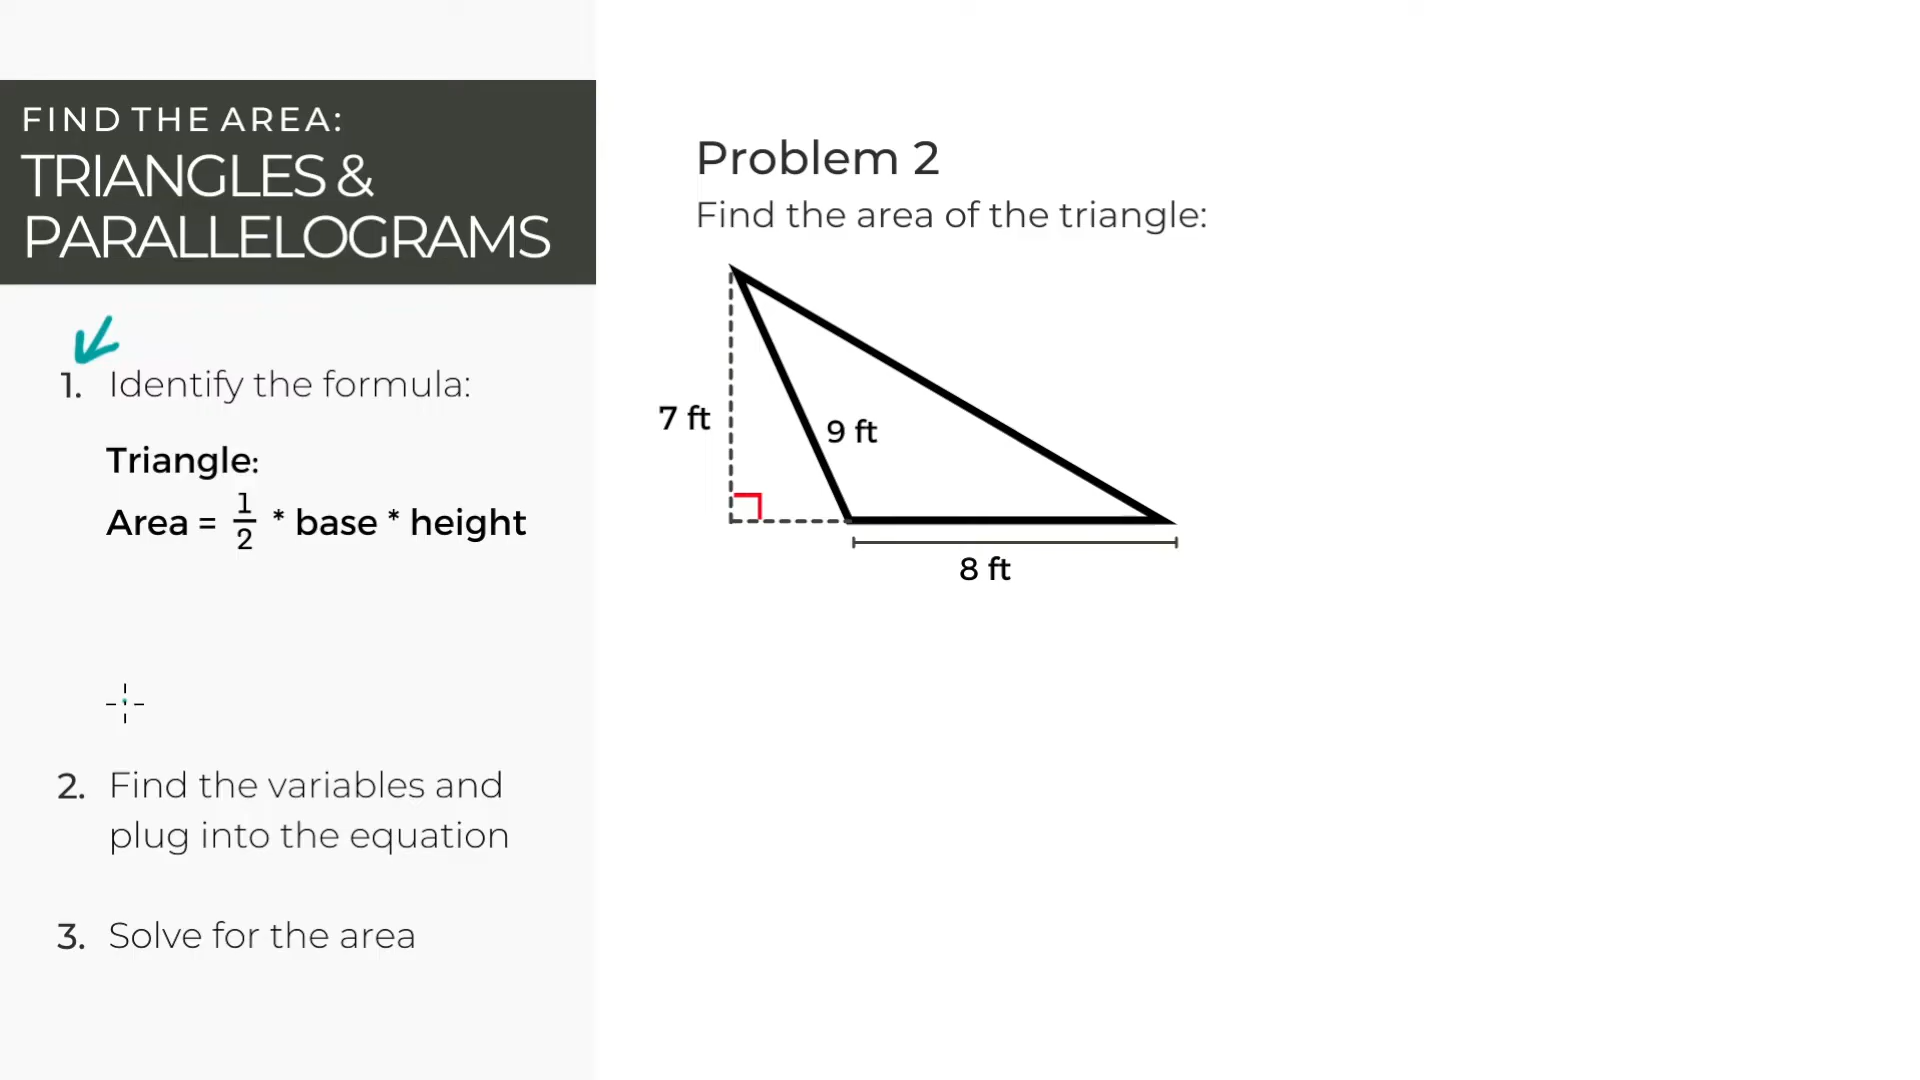 FIND THE AREA:
TRIANGLES &
PARALLELOGRAMS
1. Identify the formula:
Triangle:
Area = 1/2 * base * height
2. Find the variables and
plug into the equation
3. Solve for the area
Problem 2
Find the area of the triangle:
7 ft
9 ft
8 ft